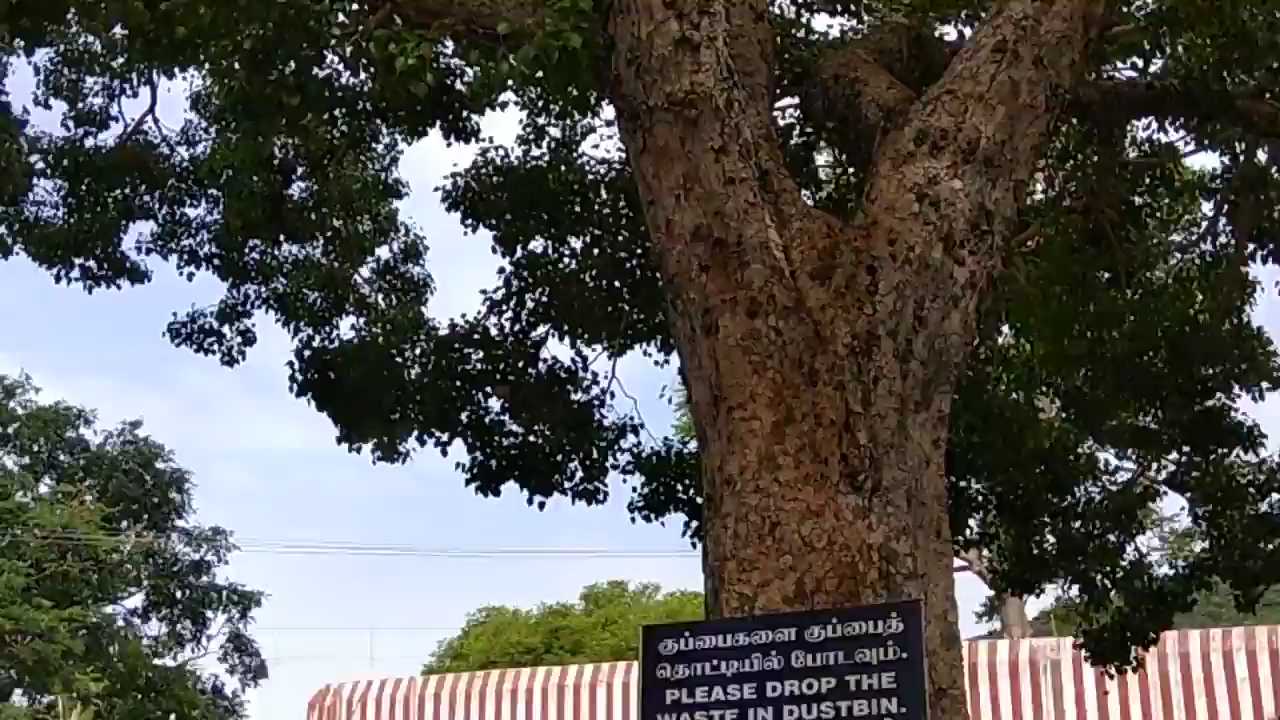 குப்பைகளை குப்பைத்
தொட்டியில் போடவும்.
PLEASE DROP THE
WASTE IN DUSTBIN.